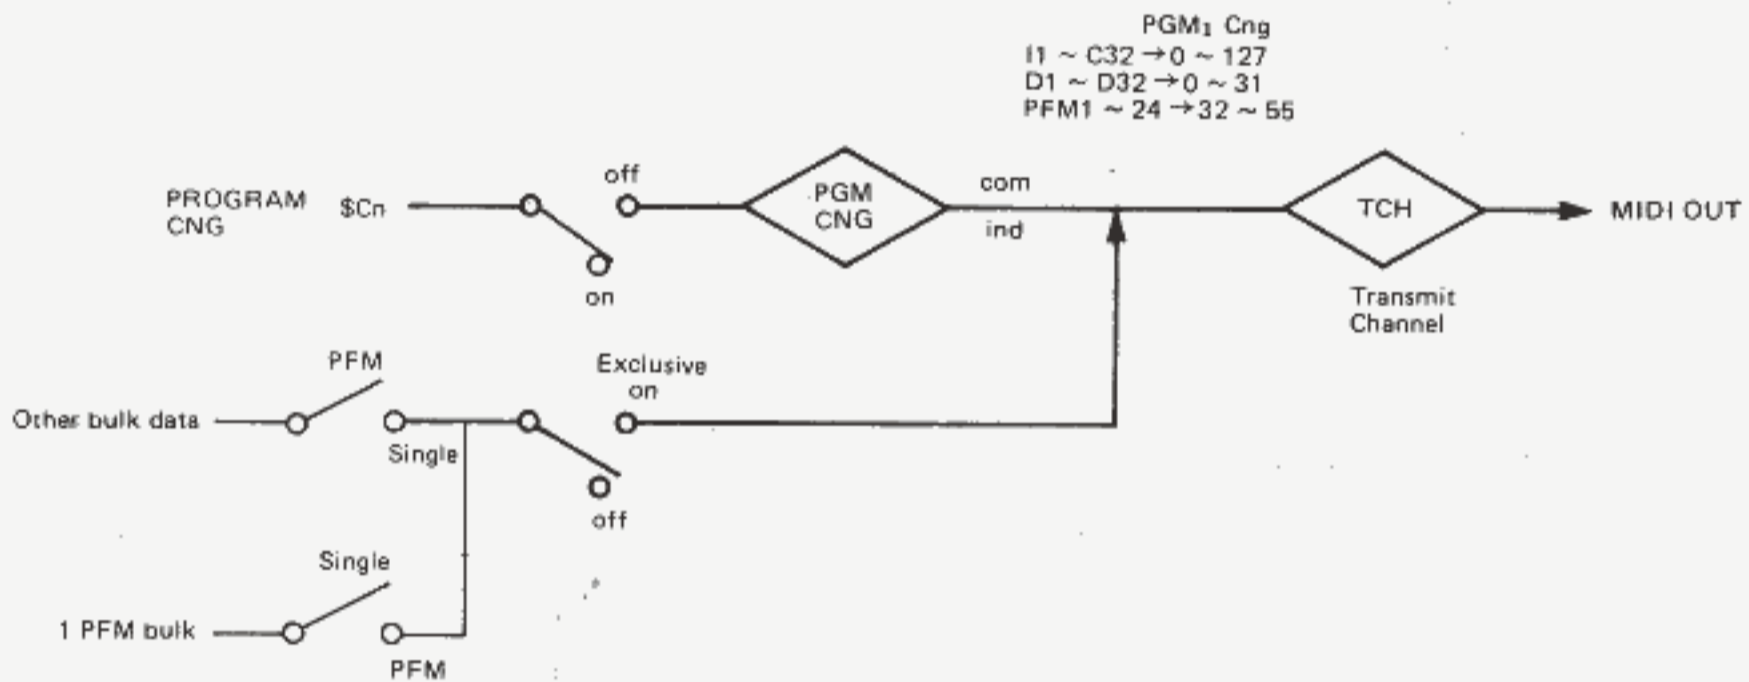 PGM1 Cng
I1 ~ C32 → 0 ~ 127
D1 ~ D32 → 0 ~ 31
PFM1 ~ 24 → 32 ~ 55
off
PROGRAM
CNG
$Cn
PGM
CNG
com
ind
TCH
MIDI OUT
on
Transmit
Channel
PFM
Exclusive
on
Other bulk data
Single
off
Single
1 PFM bulk
PFM